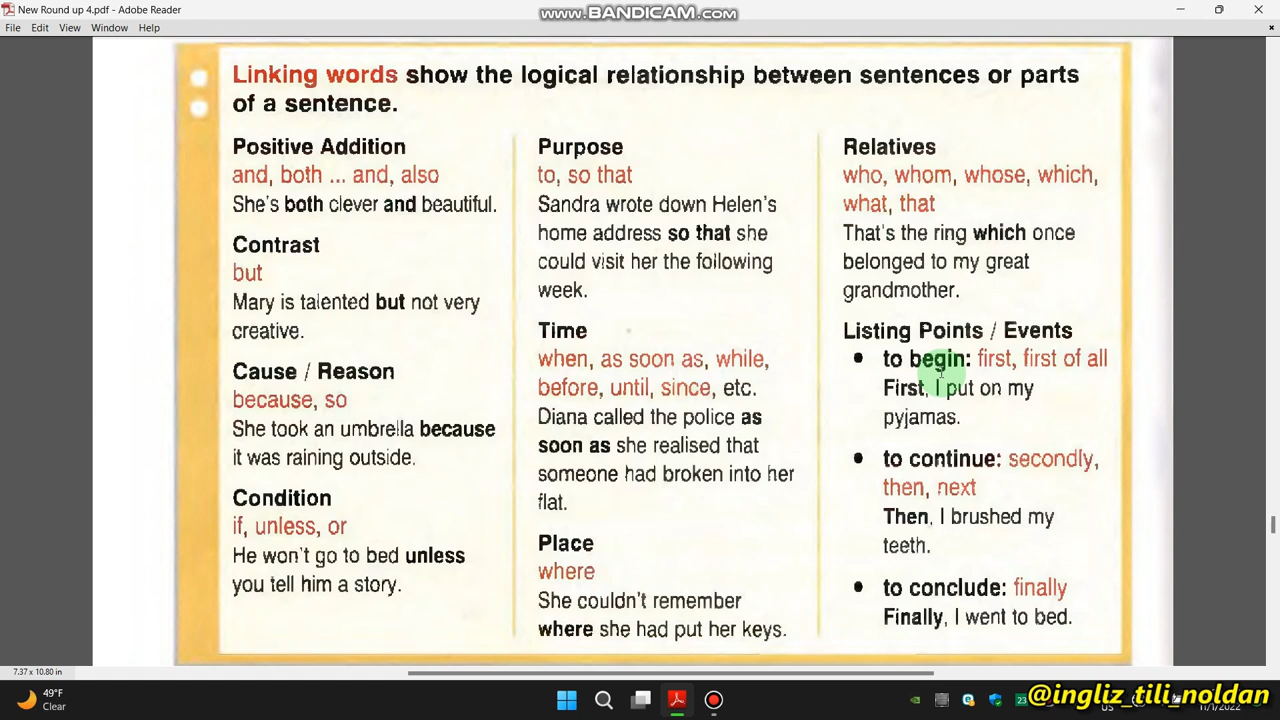 New Round up 4.pdf - Adobe Reader
WWW.BANDICAM.COM
File Edit View Window Help
Linking words show the logical relationship between sentences or parts
of a sentence.
Positive Addition
and, both ... and, also
She's both clever and beautiful.
Contrast
but
Mary is talented but not very
creative.
Cause / Reason
because, so
She took an umbrella because
it was raining outside.
Condition
if, unless, or
He won't go to bed unless
you tell him a story.
Purpose
to, so that
Sandra wrote down Helen's
home address so that she
could visit her the following
week.
Time
when, as soon as, while,
before, until, since, etc.
Diana called the police as
soon as she realised that
someone had broken into her
flat.
Place
where
She couldn't remember
where she had put her keys.
Relatives
who, whom, whose, which,
what, that
That's the ring which once
belonged to my great
grandmother.
Listing Points / Events
• to begin: first, first of all
First, I put on my
pyjamas.
• to continue: secondly,
then, next
Then, I brushed my
teeth.
• to conclude: finally
Finally, I went to bed.
7.37 x 10.80 in
49°F
Clear
23
@ingliz_tili_noldan
11/1/2022